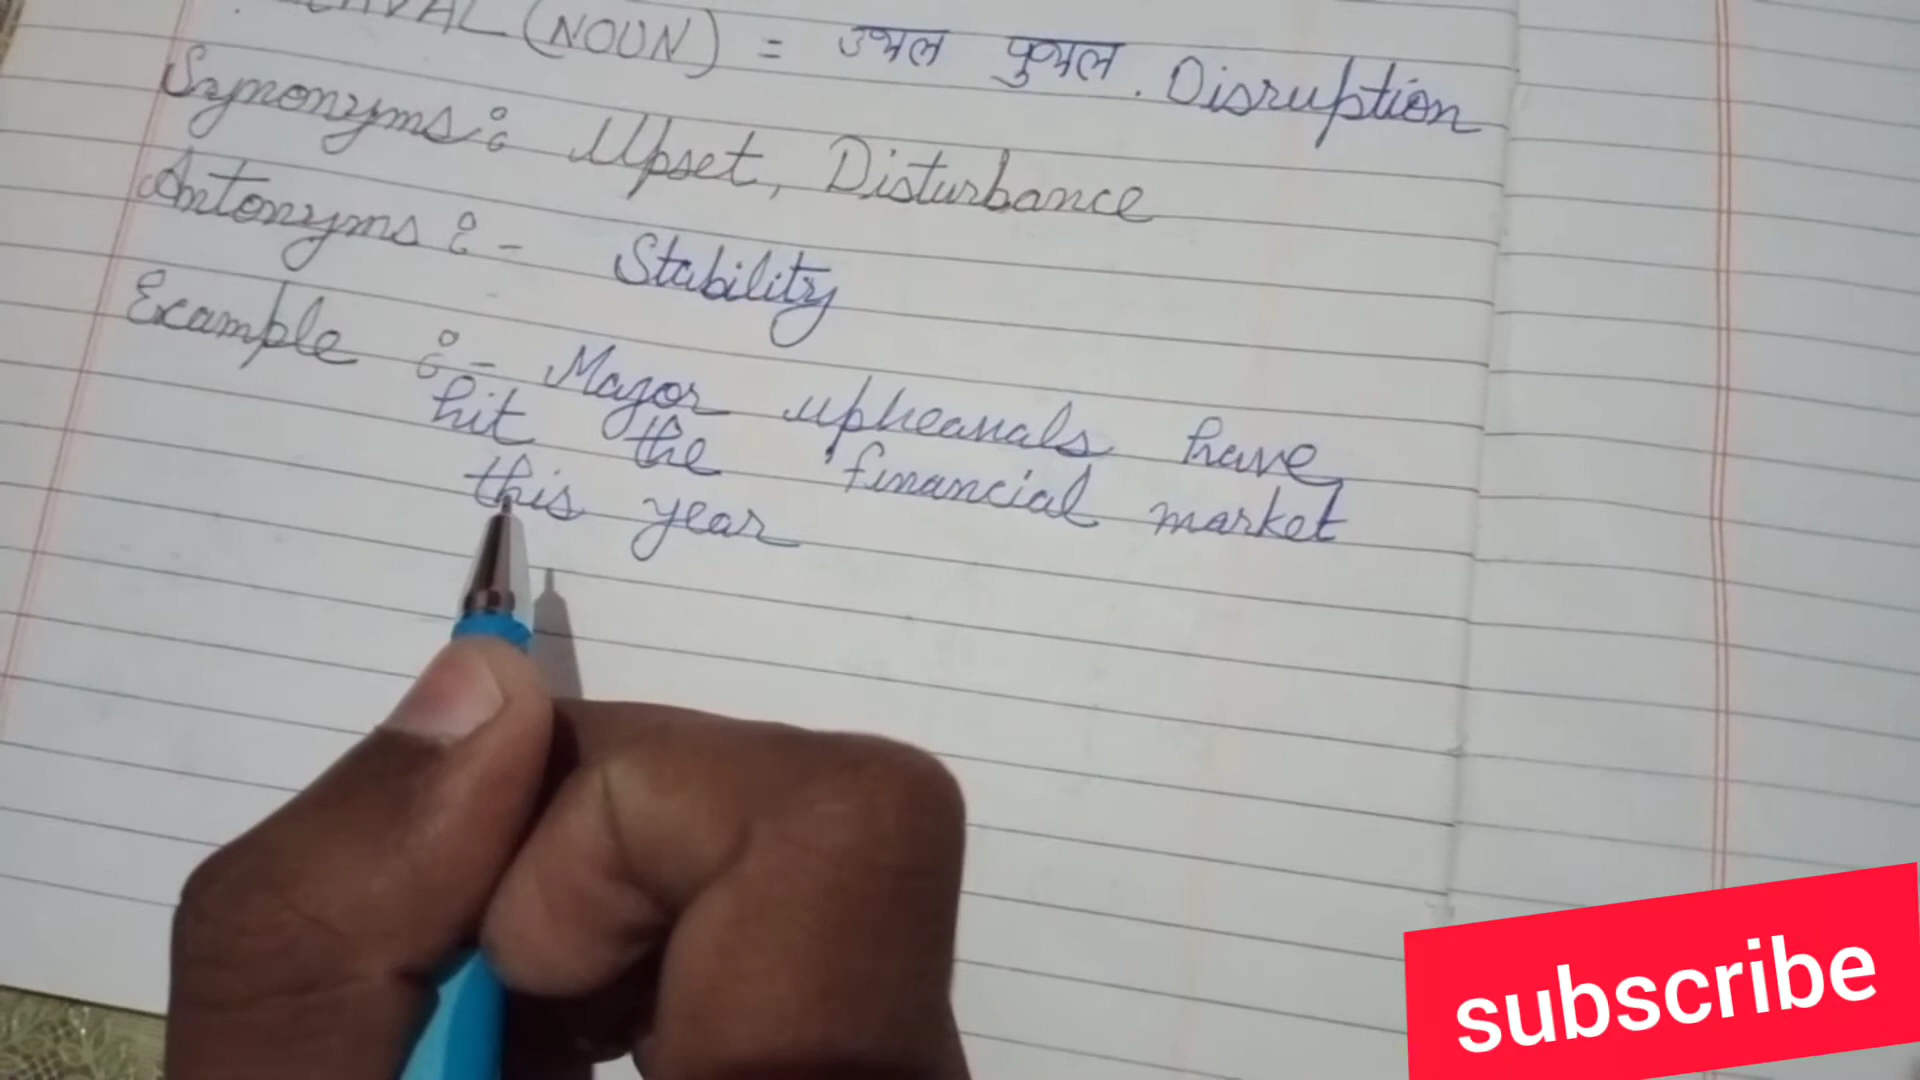 (NOUN) = उथल पुथल. Disruption
Synonyms: Upset, Disturbance
Antonyms :- Stability
Example :- Major upheavals have
hit the financial market
this year
subscribe